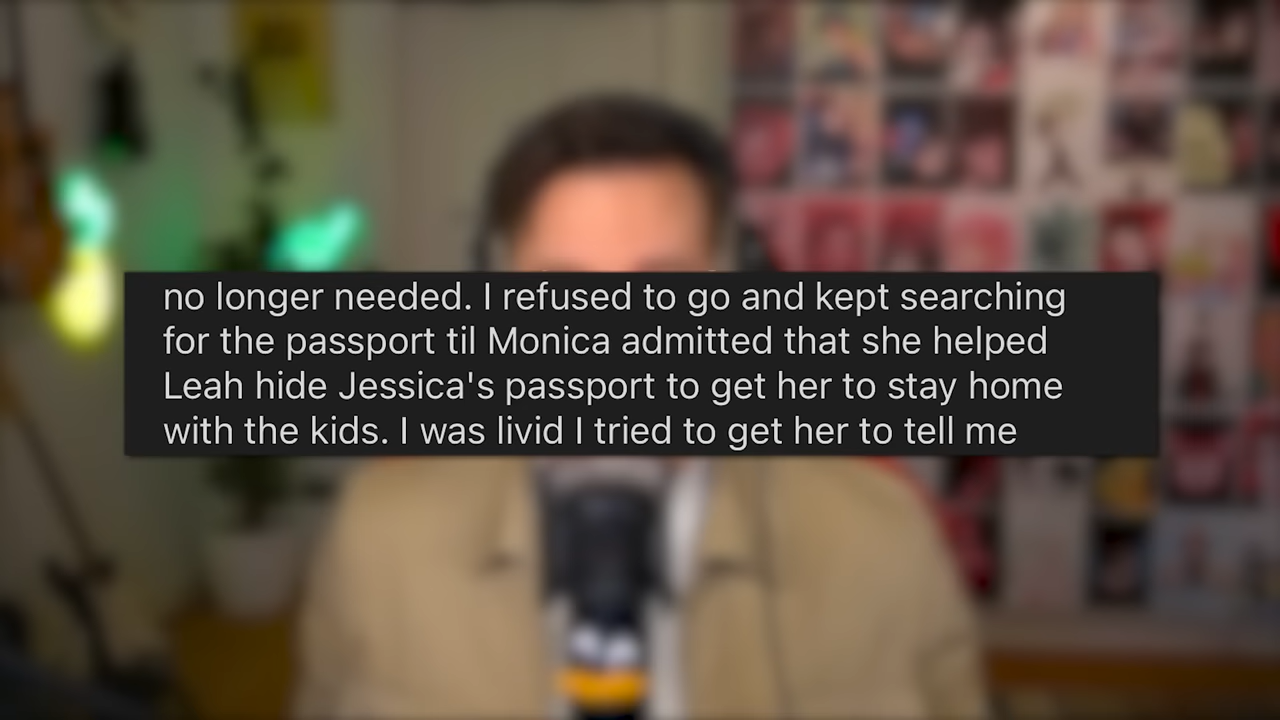 no longer needed. I refused to go and kept searching
for the passport til Monica admitted that she helped
Leah hide Jessica's passport to get her to stay home
with the kids. I was livid I tried to get her to tell me